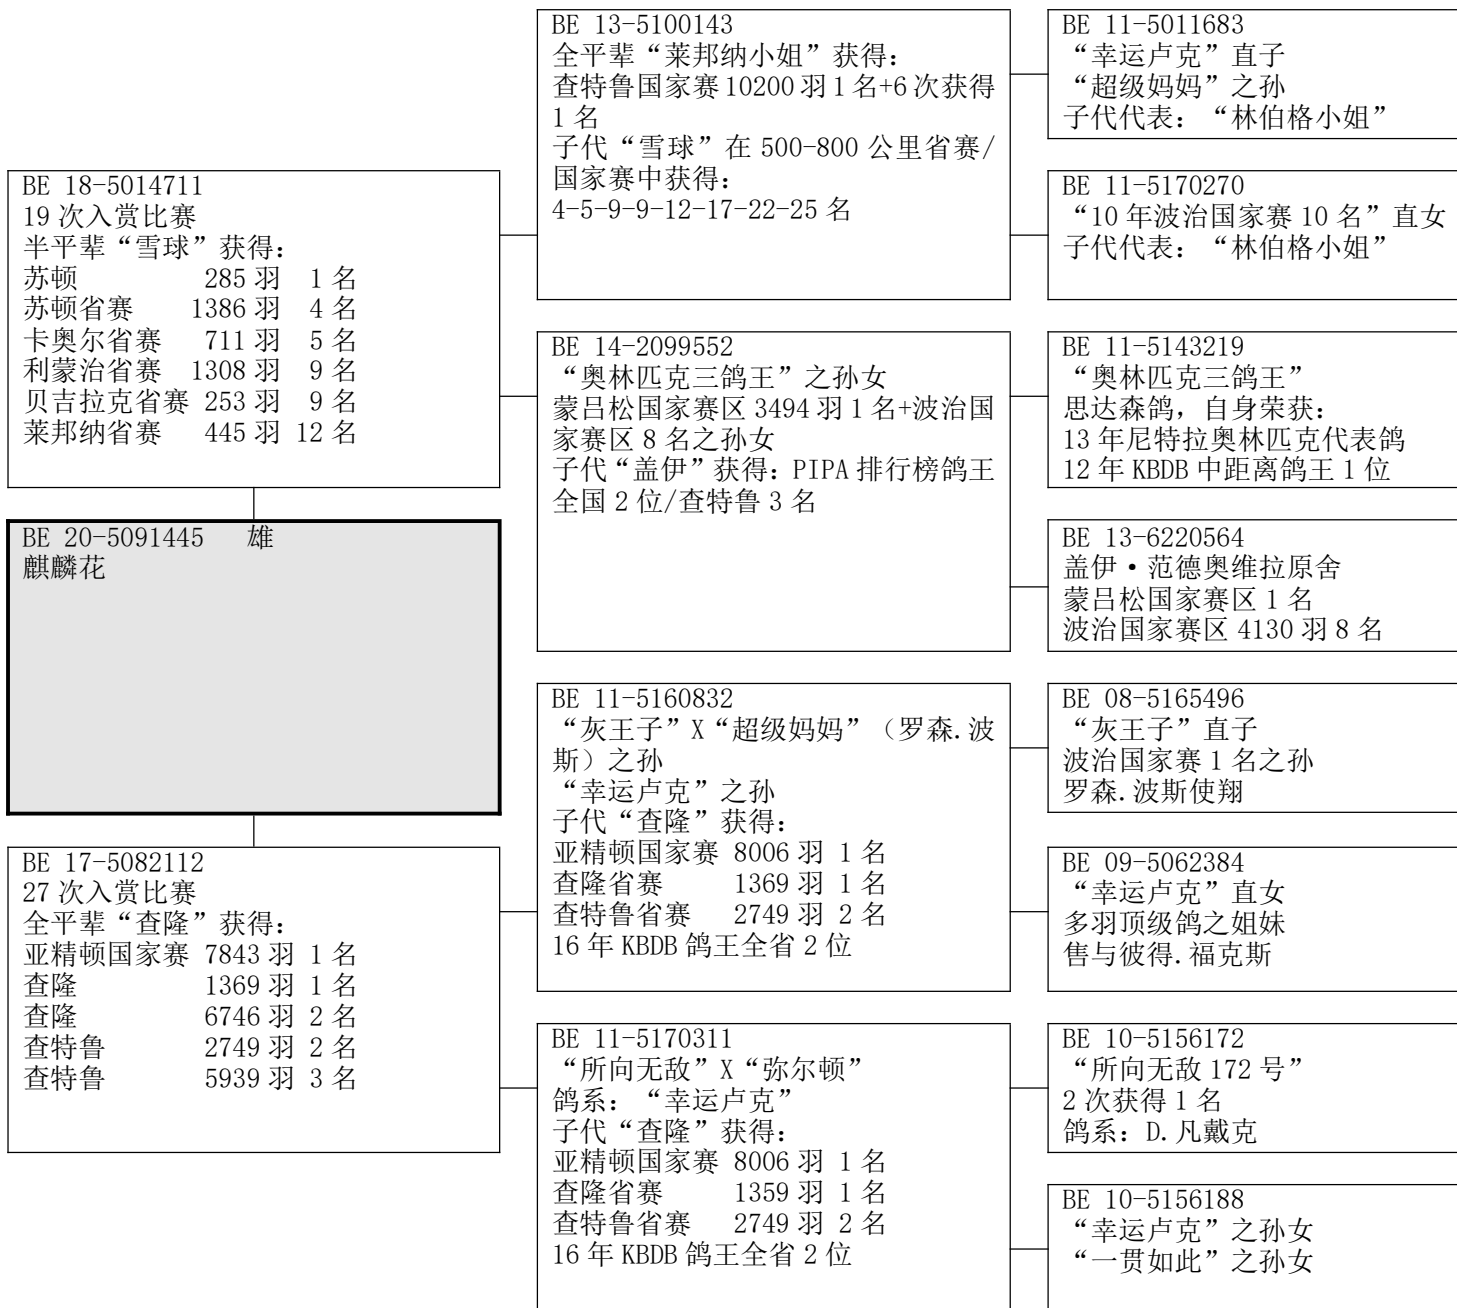 BE 18-5014711
19 次入赏比赛
半平辈“雪球”获得：
苏顿 285 羽 1 名
苏顿省赛 1386 羽 4 名
卡奥尔省赛 711 羽 5 名
利蒙治省赛 1308 羽 9 名
贝吉拉克省赛 253 羽 9 名
莱邦纳省赛 445 羽 12 名
BE 20-5091445 雄
麒麟花
BE 17-5082112
27 次入赏比赛
全平辈“查隆”获得：
亚精顿国家赛 7843 羽 1 名
查隆 1369 羽 1 名
查隆 6746 羽 2 名
查特鲁 2749 羽 2 名
查特鲁 5939 羽 3 名
BE 13-5100143
全平辈“莱邦纳小姐”获得：
查特鲁国家赛 10200 羽 1 名+6 次获得
1 名
子代“雪球”在 500-800 公里省赛/
国家赛中获得：
4-5-9-9-12-17-22-25 名
BE 14-2099552
“奥林匹克三鸽王”之孙女
蒙吕松国家赛区 3494 羽 1 名+波治国
家赛区 8 名之孙女
子代“盖伊”获得：PIPA 排行榜鸽王
全国 2 位/查特鲁 3 名
BE 11-5160832
“灰王子”X“超级妈妈”（罗森.波
斯）之孙
“幸运卢克”之孙
子代“查隆”获得：
亚精顿国家赛 8006 羽 1 名
查隆省赛 1369 羽 1 名
查特鲁省赛 2749 羽 2 名
16 年 KBDB 鸽王全省 2 位
BE 11-5170311
“所向无敌”X“弥尔顿”
鸽系：“幸运卢克”
子代“查隆”获得：
亚精顿国家赛 8006 羽 1 名
查隆省赛 1359 羽 1 名
查特鲁省赛 2749 羽 2 名
16 年 KBDB 鸽王全省 2 位
BE 11-5011683
“幸运卢克”直子
“超级妈妈”之孙
子代代表：“林伯格小姐”
BE 11-5170270
“10 年波治国家赛 10 名”直女
子代代表：“林伯格小姐”
BE 11-5143219
“奥林匹克三鸽王”
思达森鸽，自身荣获：
13 年尼特拉奥林匹克代表鸽
12 年 KBDB 中距离鸽王 1 位
BE 13-6220564
盖伊·范德奥维拉原舍
蒙吕松国家赛区 1 名
波治国家赛区 4130 羽 8 名
BE 08-5165496
“灰王子”直子
波治国家赛 1 名之孙
罗森.波斯使翔
BE 09-5062384
“幸运卢克”直女
多羽顶级鸽之姐妹
售与彼得.福克斯
BE 10-5156172
“所向无敌 172 号”
2 次获得 1 名
鸽系：D.凡戴克
BE 10-5156188
“幸运卢克”之孙女
“一贯如此”之孙女